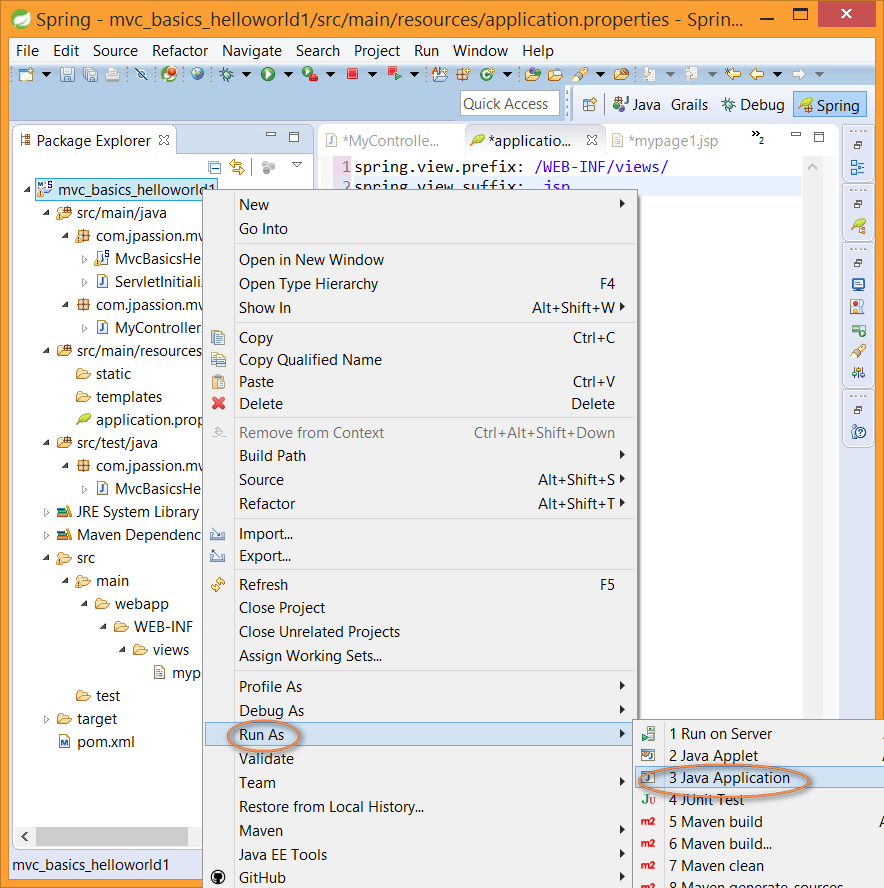 Spring - mvc_basics_helloworld1/src/main/resources/application.properties - Sprin...
File Edit Source Refactor Navigate Search Project Run Window Help
Quick Access
Java Grails Debug Spring
Package Explorer
*MyControlle... *applicatio... *mypage1.jsp »2
1 spring.view.prefix: /WEB-INF/views/
2 spring.view.suffix: .jsp
mvc_basics_helloworld1
src/main/java
com.jpassion.mv
MvcBasicsHe
ServletInitializ
com.jpassion.mv
MyController
src/main/resources
static
templates
application.prop
src/test/java
com.jpassion.mv
MvcBasicsHe
JRE System Library
Maven Dependenc
src
main
webapp
WEB-INF
views
myp
test
target
pom.xml
mvc_basics_helloworld1
New
Go Into
Open in New Window
Open Type Hierarchy F4
Show In Alt+Shift+W
Copy Ctrl+C
Copy Qualified Name
Paste Ctrl+V
Delete Delete
Remove from Context Ctrl+Alt+Shift+Down
Build Path
Source Alt+Shift+S
Refactor Alt+Shift+T
Import...
Export...
Refresh F5
Close Project
Close Unrelated Projects
Assign Working Sets...
Profile As
Debug As
Run As
Validate
Team
Restore from Local History...
Maven
Java EE Tools
GitHub
1 Run on Server
2 Java Applet
3 Java Application
4 JUnit Test
5 Maven build
6 Maven build...
7 Maven clean
8 Maven generate-sources